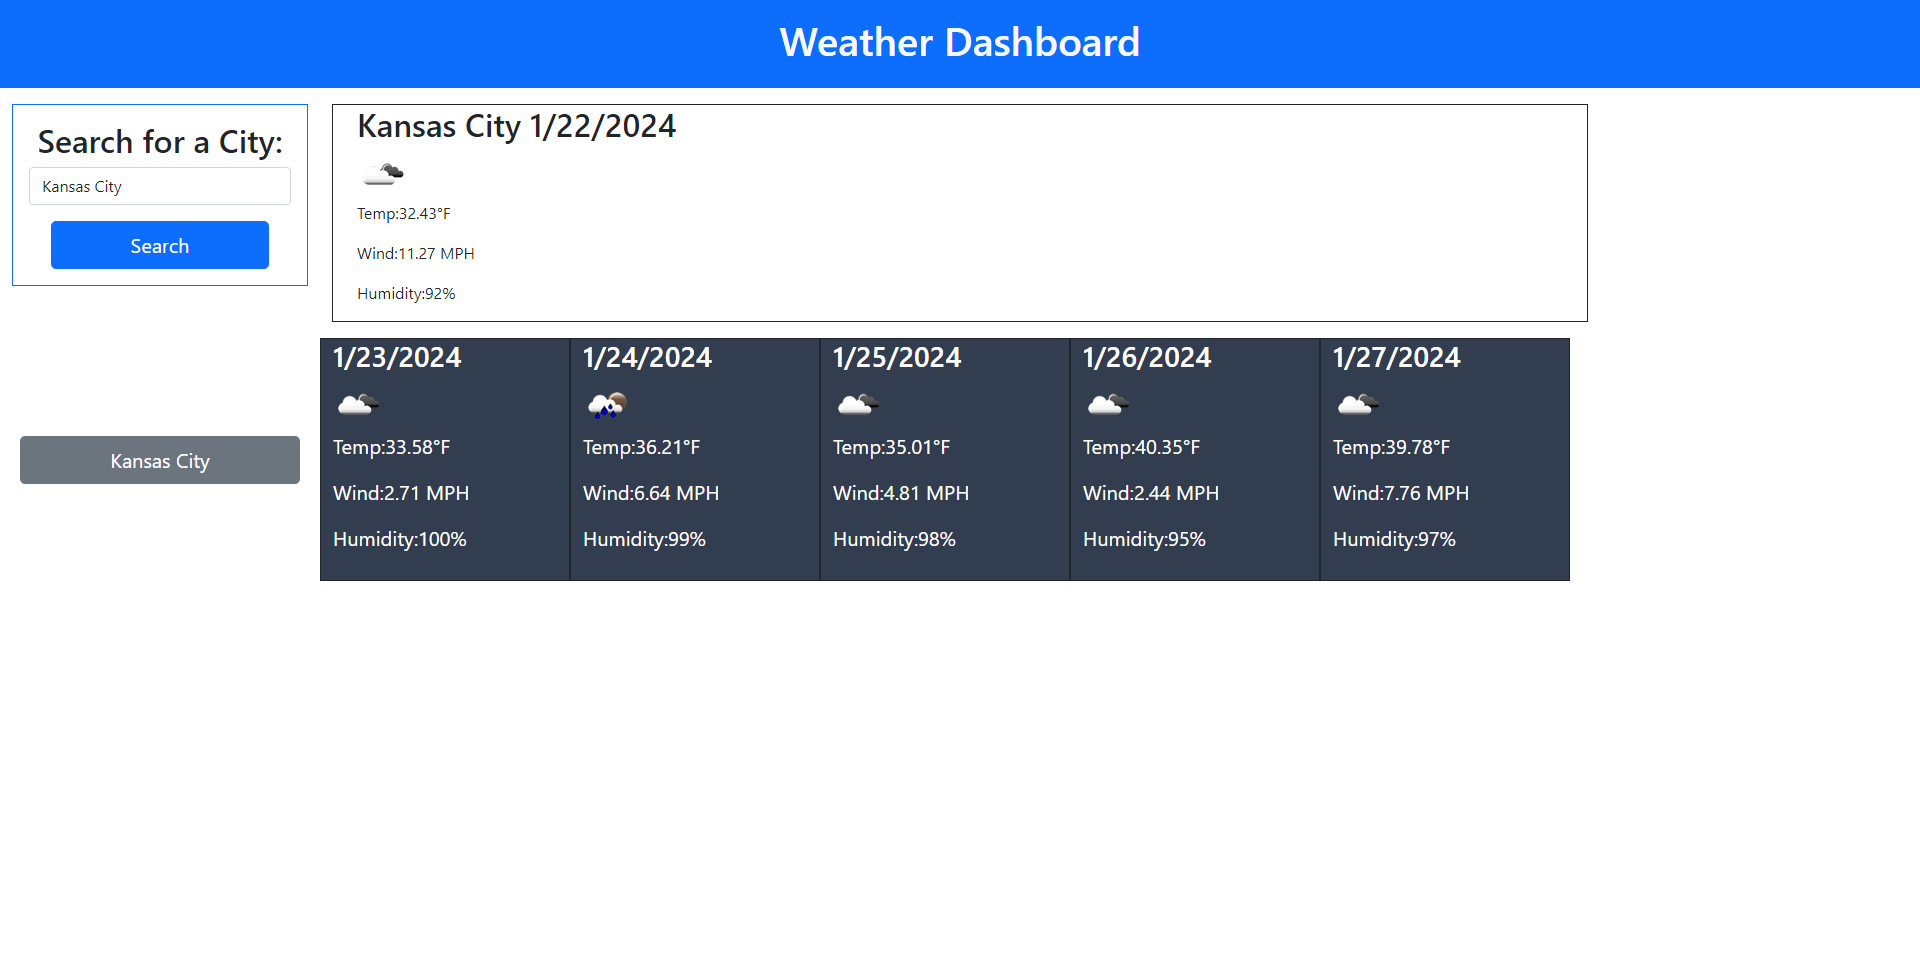 Weather Dashboard
Search for a City:
Kansas City
Search
Kansas City
Kansas City 1/22/2024
Temp:32.43°F
Wind:11.27 MPH
Humidity:92%
1/23/2024
Temp:33.58°F
Wind:2.71 MPH
Humidity:100%
1/24/2024
Temp:36.21°F
Wind:6.64 MPH
Humidity:99%
1/25/2024
Temp:35.01°F
Wind:4.81 MPH
Humidity:98%
1/26/2024
Temp:40.35°F
Wind:2.44 MPH
Humidity:95%
1/27/2024
Temp:39.78°F
Wind:7.76 MPH
Humidity:97%